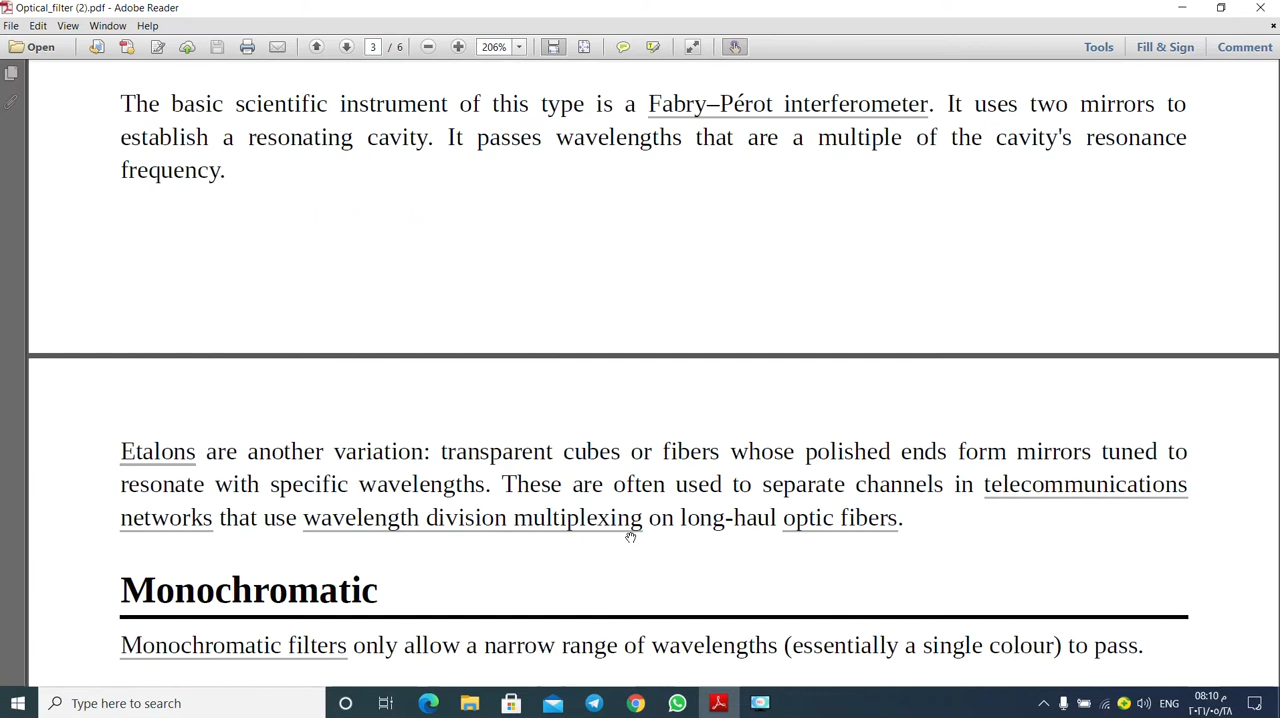 Optical_filter (2).pdf - Adobe Reader
File Edit View Window Help
Open 3 / 6 206% Tools Fill & Sign Comment
The basic scientific instrument of this type is a Fabry–Pérot interferometer. It uses two mirrors to
establish a resonating cavity. It passes wavelengths that are a multiple of the cavity's resonance
frequency.
Etalons are another variation: transparent cubes or fibers whose polished ends form mirrors tuned to
resonate with specific wavelengths. These are often used to separate channels in telecommunications
networks that use wavelength division multiplexing on long-haul optic fibers.
Monochromatic
Monochromatic filters only allow a narrow range of wavelengths (essentially a single colour) to pass.
Type here to search
ENG
08:10 م
٢٠٢١/٠٥/٢٨